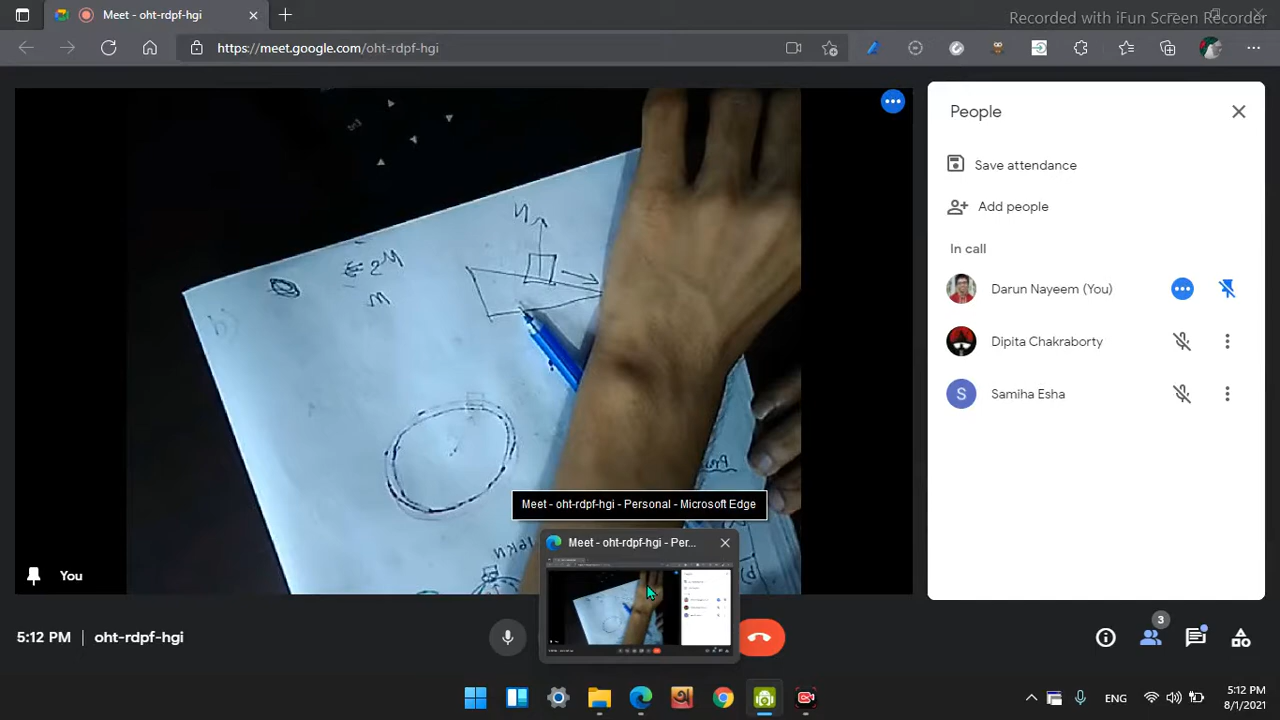 Meet - oht-rdpf-hgi
Recorded with iFun Screen Recorder
https://meet.google.com/oht-rdpf-hgi
People
Save attendance
Add people
In call
Darun Nayeem (You)
Dipita Chakraborty
S
Samiha Esha
Meet - oht-rdpf-hgi - Personal - Microsoft Edge
Meet - oht-rdpf-hgi - Per...
You
5:12 PM
oht-rdpf-hgi
3
ENG
5:12 PM
8/1/2021